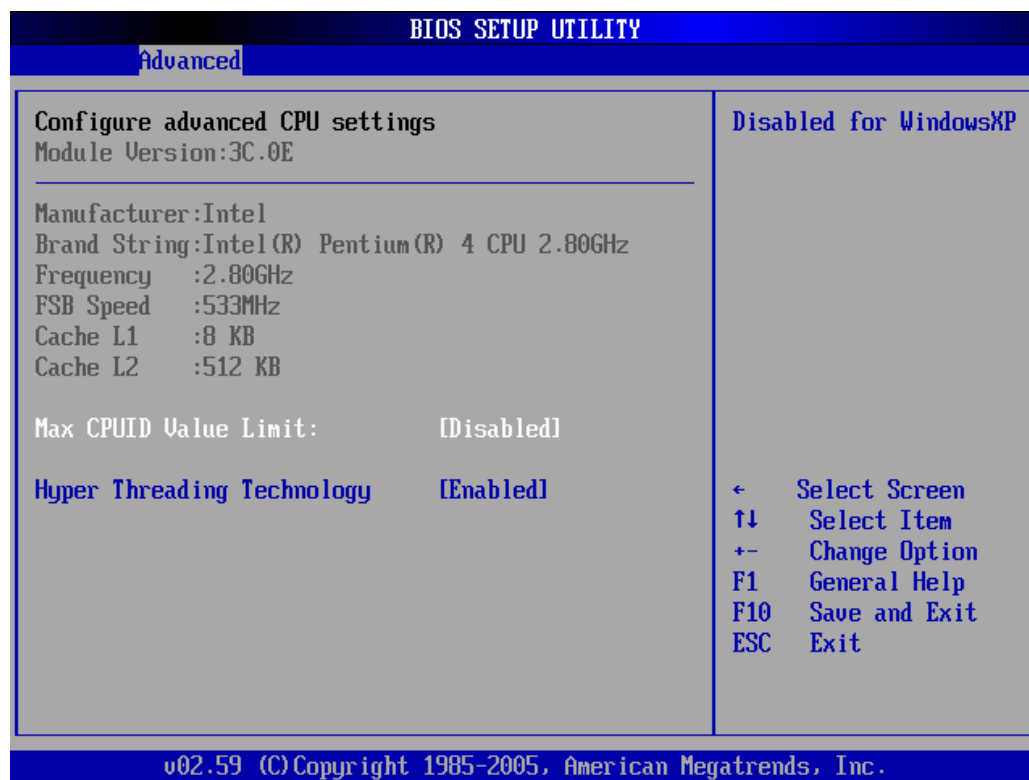 BIOS SETUP UTILITY
Advanced
Configure advanced CPU settings
Module Version:3C.0E
Manufacturer:Intel
Brand String:Intel(R) Pentium(R) 4 CPU 2.80GHz
Frequency :2.80GHz
FSB Speed :533MHz
Cache L1 :8 KB
Cache L2 :512 KB
Max CPUID Value Limit: [Disabled]
Hyper Threading Technology [Enabled]
Disabled for WindowsXP
← Select Screen
↑↓ Select Item
+- Change Option
F1 General Help
F10 Save and Exit
ESC Exit
v02.59 (C)Copyright 1985-2005, American Megatrends, Inc.